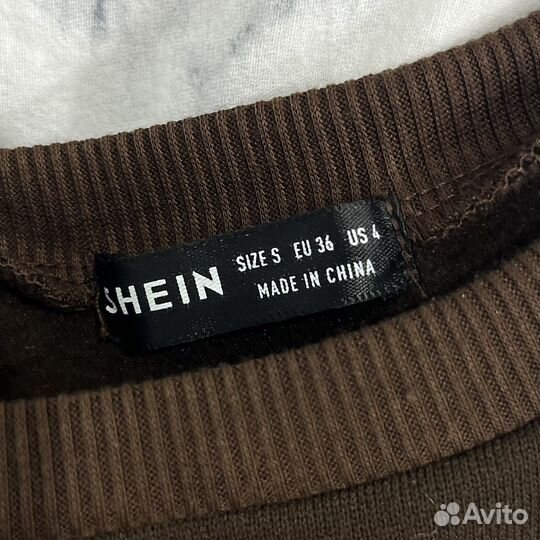 SHEIN
SIZE S EU 36 US 4
MADE IN CHINA
Avito